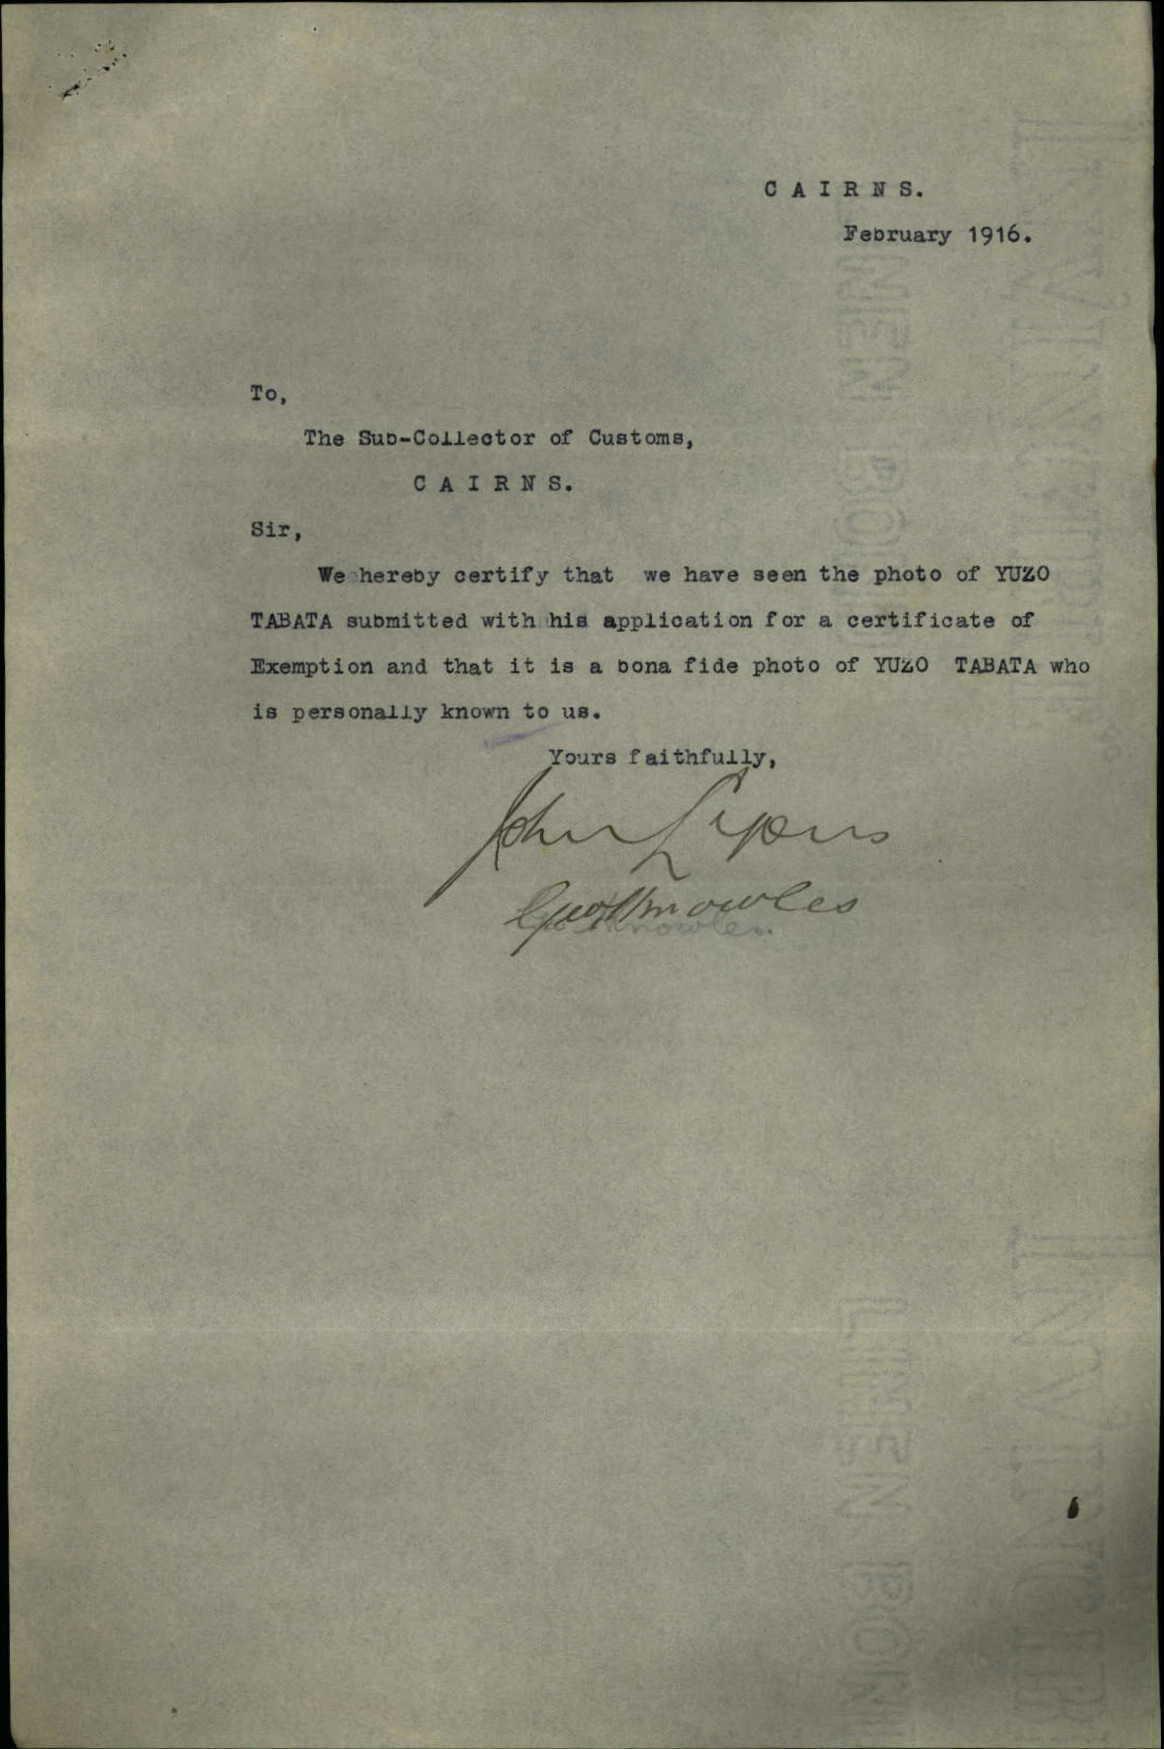 C A I R N S.
February 1916.
To,
The Sub-Collector of Customs,
C A I R N S.
Sir,
We hereby certify that we have seen the photo of YUZO
TABATA submitted with his application for a certificate of
Exemption and that it is a bona fide photo of YUZO TABATA who
is personally known to us.
Yours faithfully,
John Lyons
Knowles
LINEN BON